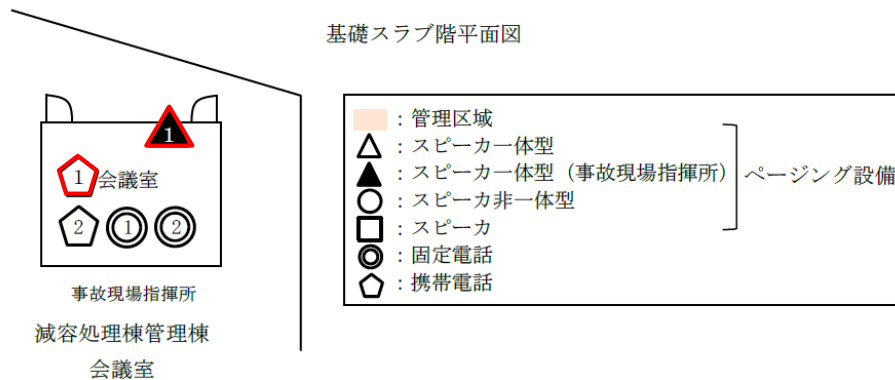 基礎スラブ階平面図
1
1
会議室
2
1
2
事故現場指揮所
減容処理棟管理棟
会議室
：管理区域
：スピーカ一体型
：スピーカ一体型（事故現場指揮所）
ページング設備
：スピーカ非一体型
：スピーカ
：固定電話
：携帯電話